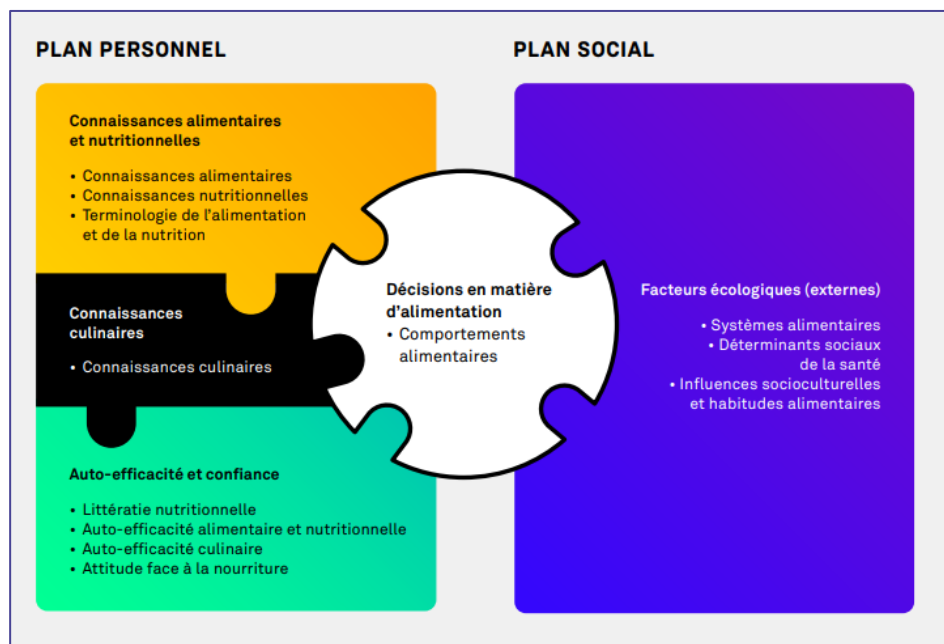 PLAN PERSONNEL
Connaissances alimentaires
et nutritionnelles
• Connaissances alimentaires
• Connaissances nutritionnelles
• Terminologie de l'alimentation
et de la nutrition
Connaissances
culinaires
• Connaissances culinaires
Auto-efficacité et confiance
• Littératie nutritionnelle
• Auto-efficacité alimentaire et nutritionnelle
• Auto-efficacité culinaire
• Attitude face à la nourriture
Décisions en matière
d'alimentation
• Comportements
alimentaires
PLAN SOCIAL
Facteurs écologiques (externes)
• Systèmes alimentaires
• Déterminants sociaux
de la santé
• Influences socioculturelles
et habitudes alimentaires